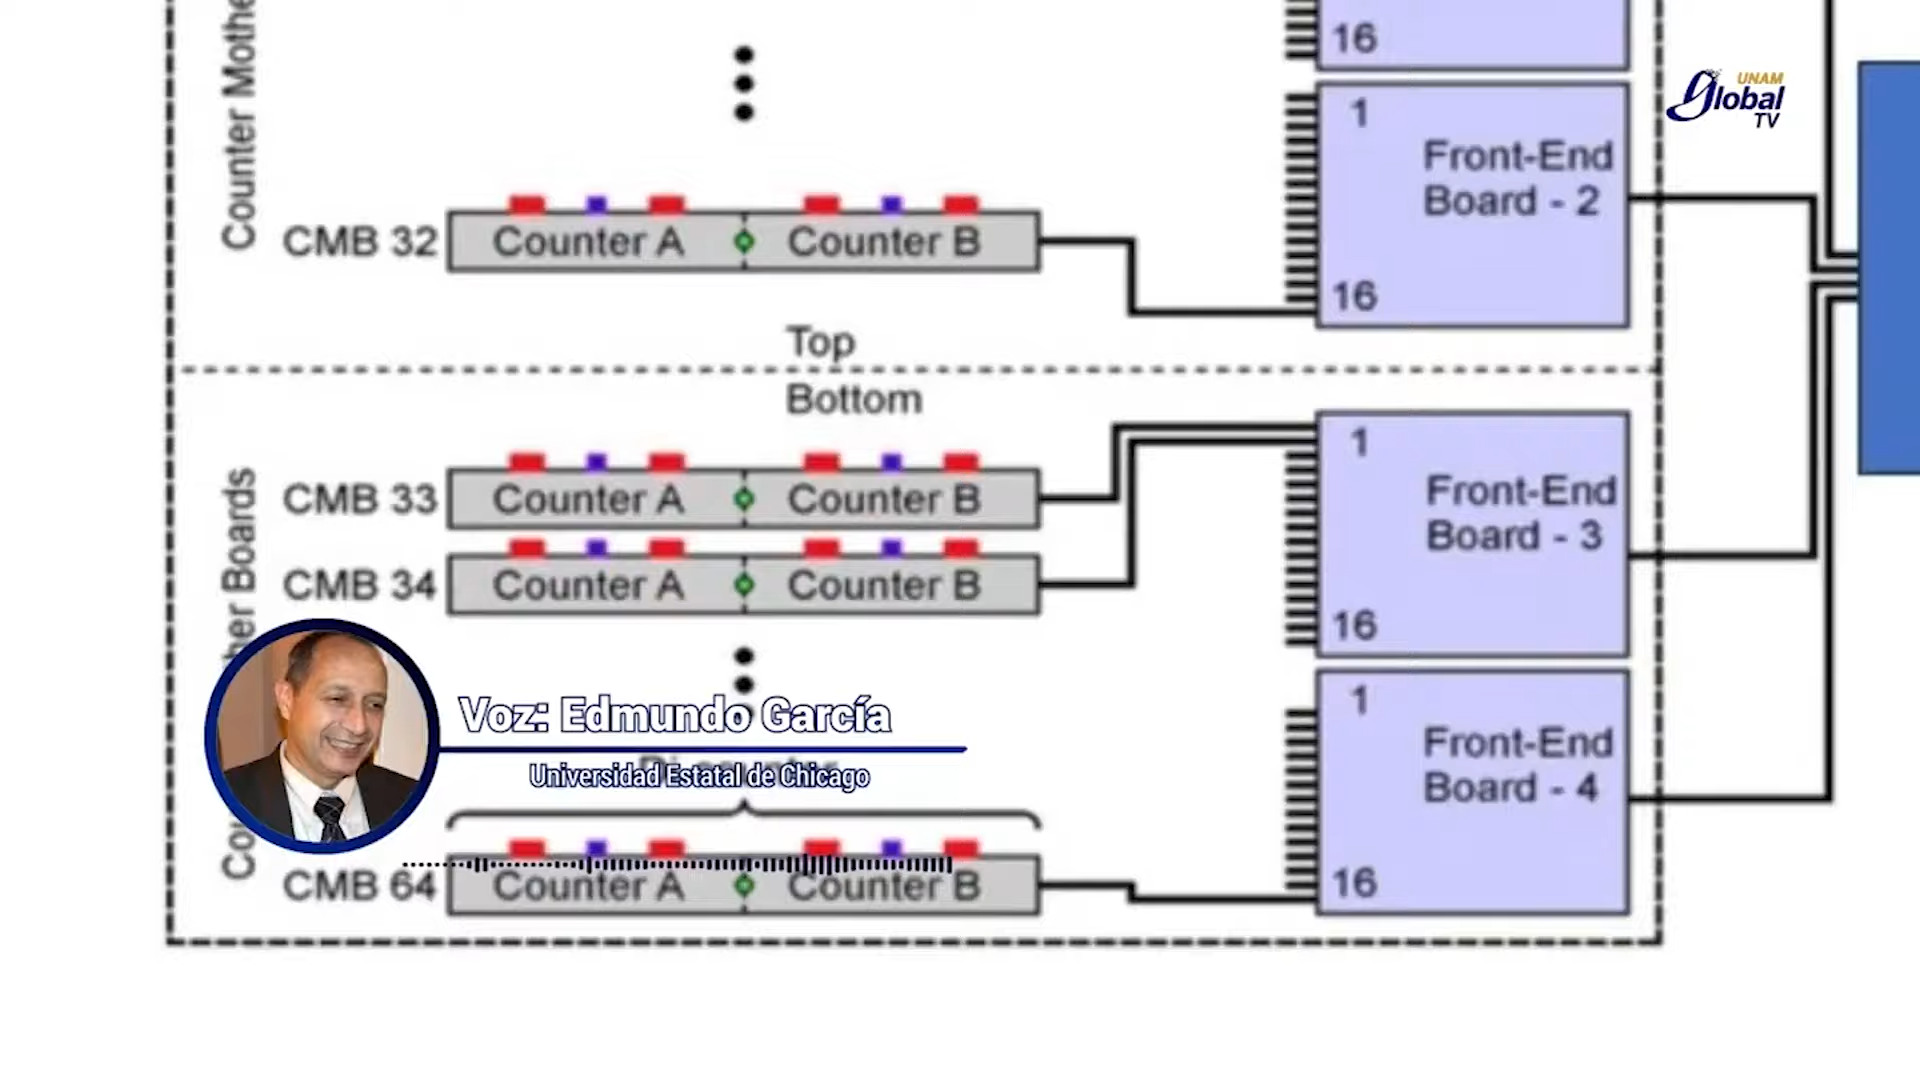 Counter Mothe
16
UNAM
Global
TV
1
Front-End
Board - 2
16
CMB 32
Counter A
Counter B
Top
Bottom
1
Front-End
Board - 3
16
CMB 33
Counter A
Counter B
CMB 34
Counter A
Counter B
her Boards
Cou
1
Front-End
Board - 4
16
Voz: Edmundo García
Universidad Estatal de Chicago
CMB 64
Counter A
Counter B